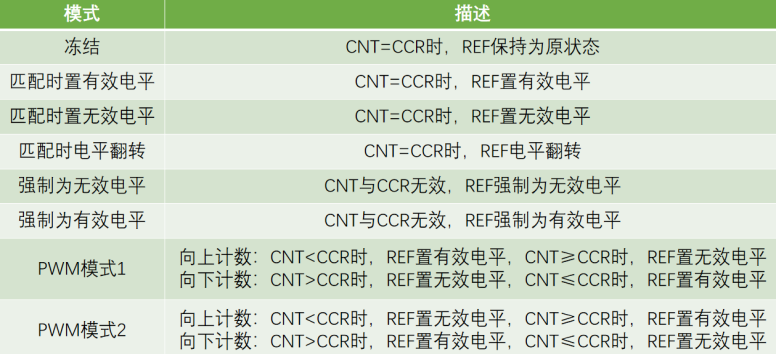 模式 描述
冻结 CNT=CCR时，REF保持为原状态
匹配时置有效电平 CNT=CCR时，REF置有效电平
匹配时置无效电平 CNT=CCR时，REF置无效电平
匹配时电平翻转 CNT=CCR时，REF电平翻转
强制为无效电平 CNT与CCR无效，REF强制为无效电平
强制为有效电平 CNT与CCR无效，REF强制为有效电平
PWM模式1 向上计数：CNT<CCR时，REF置有效电平，CNT≥CCR时，REF置无效电平
向下计数：CNT>CCR时，REF置无效电平，CNT≤CCR时，REF置有效电平
PWM模式2 向上计数：CNT<CCR时，REF置无效电平，CNT≥CCR时，REF置有效电平
向下计数：CNT>CCR时，REF置有效电平，CNT≤CCR时，REF置无效电平